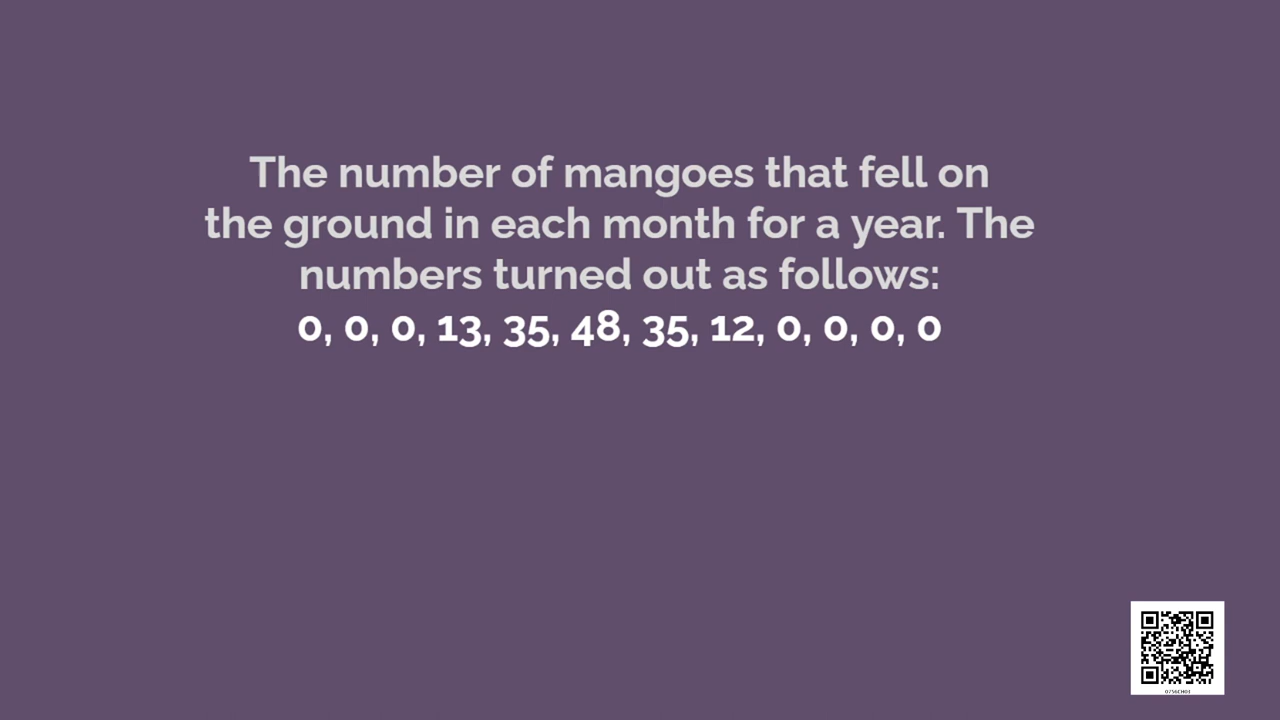 The number of mangoes that fell on
the ground in each month for a year. The
numbers turned out as follows:
0, 0, 0, 13, 35, 48, 35, 12, 0, 0, 0, 0
0756CH03